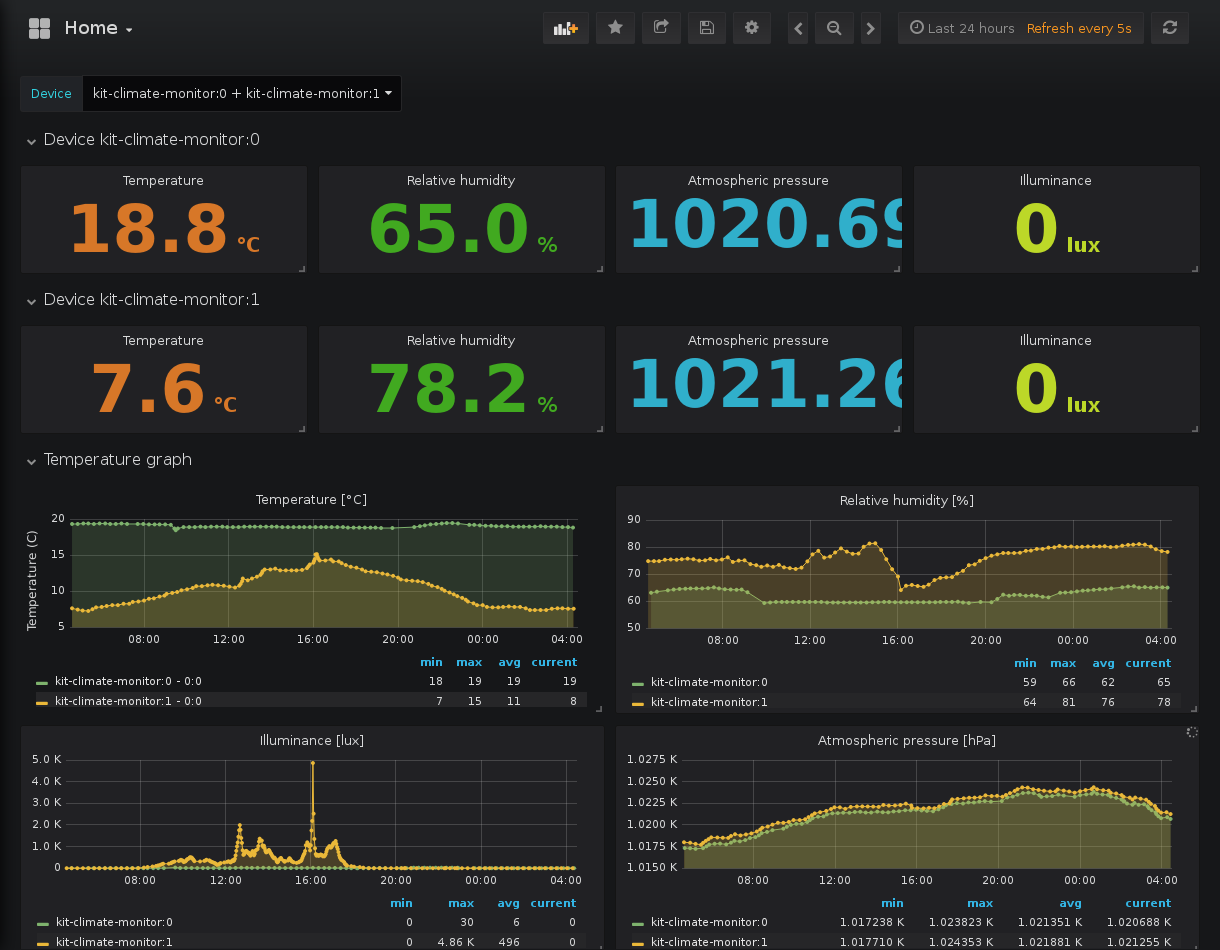 Home
Last 24 hours Refresh every 5s
Device kit-climate-monitor:0 + kit-climate-monitor:1
Device kit-climate-monitor:0
Temperature Relative humidity Atmospheric pressure Illuminance
18.8 °C 65.0 % 1020.69 0 lux
Device kit-climate-monitor:1
Temperature Relative humidity Atmospheric pressure Illuminance
7.6 °C 78.2 % 1021.26 0 lux
Temperature graph
Temperature [°C]
Temperature (C)
20
15
10
5
08:00 12:00 16:00 20:00 00:00 04:00
min max avg current
kit-climate-monitor:0 - 0:0 18 19 19 19
kit-climate-monitor:1 - 0:0 7 15 11 8
Relative humidity [%]
90
80
70
60
50
08:00 12:00 16:00 20:00 00:00 04:00
min max avg current
kit-climate-monitor:0 59 66 62 65
kit-climate-monitor:1 64 81 76 78
Illuminance [lux]
5.0 K
4.0 K
3.0 K
2.0 K
1.0 K
0
08:00 12:00 16:00 20:00 00:00 04:00
min max avg current
kit-climate-monitor:0 0 30 6 0
kit-climate-monitor:1 0 4.86 K 496 0
Atmospheric pressure [hPa]
1.0275 K
1.0250 K
1.0225 K
1.0200 K
1.0175 K
1.0150 K
08:00 12:00 16:00 20:00 00:00 04:00
min max avg current
kit-climate-monitor:0 1.017238 K 1.023823 K 1.021351 K 1.020688 K
kit-climate-monitor:1 1.017710 K 1.024353 K 1.021881 K 1.021255 K